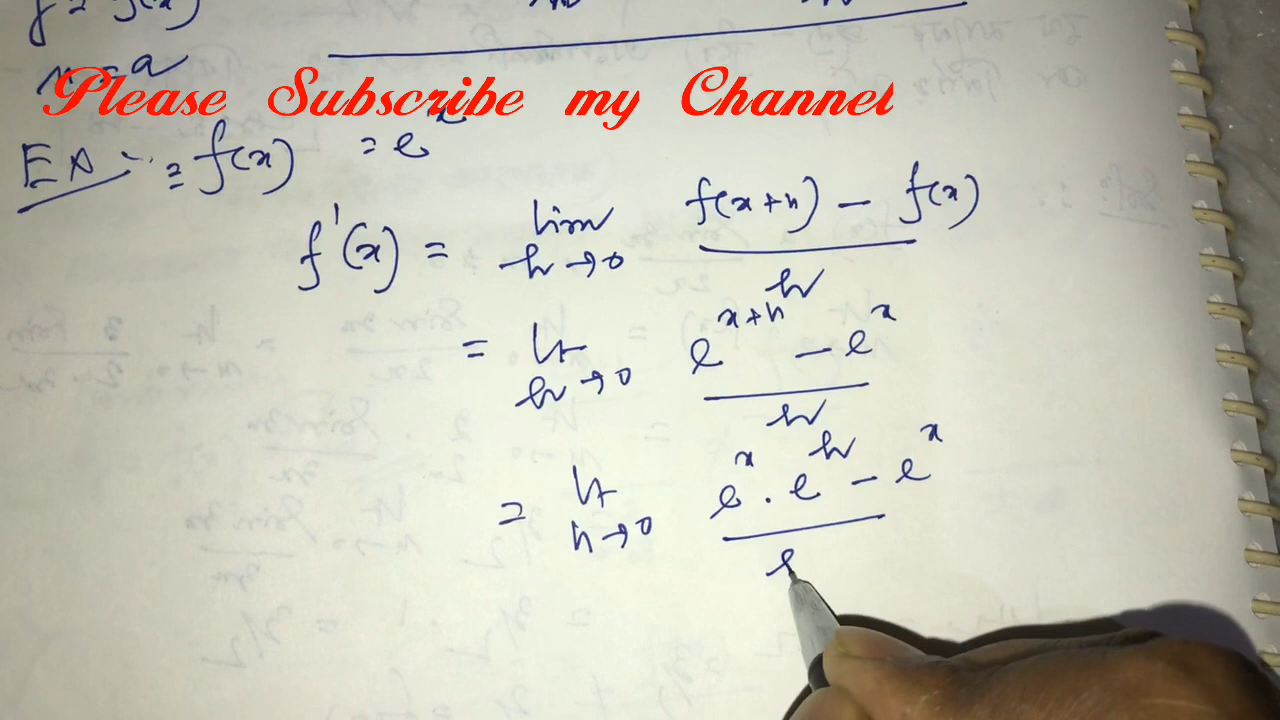 x = a
Please Subscribe my Channel
Ex :- = f(x) = e^x
f'(x) = lim h→0 f(x+h) - f(x) / h
= lt h→0 e^(x+h) - e^x / h
= lt h→0 e^x . e^h - e^x